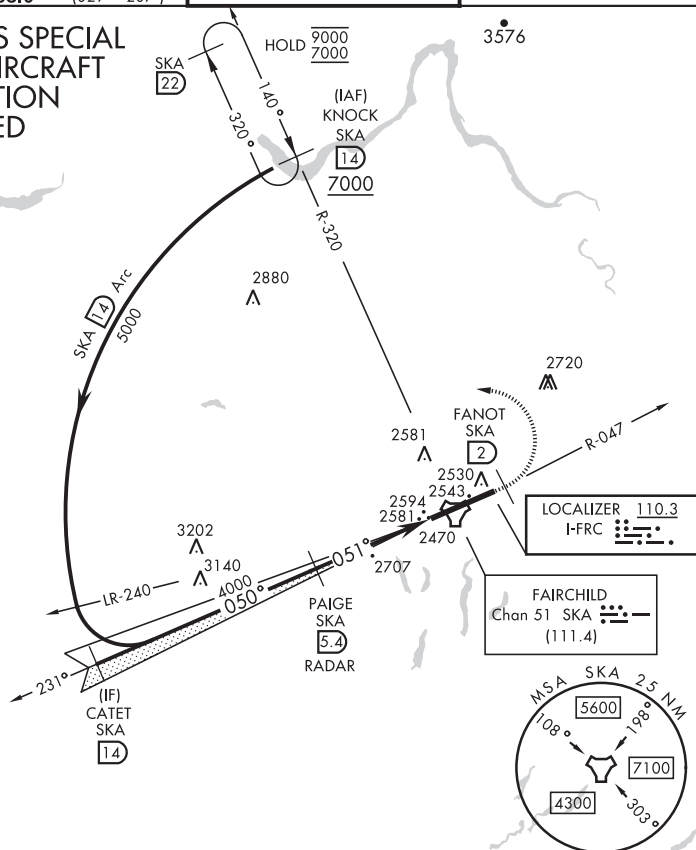 S SPECIAL
IRCRAFT
TION
ED
HOLD 9000
7000
3576
SKA
22
140°
320°
(IAF)
KNOCK
SKA
14
7000
R-320
2880
SKA 14 Arc
5000
2720
FANOT
SKA
2
2581
R-047
2530
2543
2594
2581
2470
LOCALIZER 110.3
I-FRC
3202
3140
051°
2707
LR-240
4000
050°
PAIGE
SKA
5.4
RADAR
FAIRCHILD
Chan 51 SKA
(111.4)
231°
(IF)
CATET
SKA
14
MSA SKA 25 NM
5600
108°
198°
7100
4300
303°